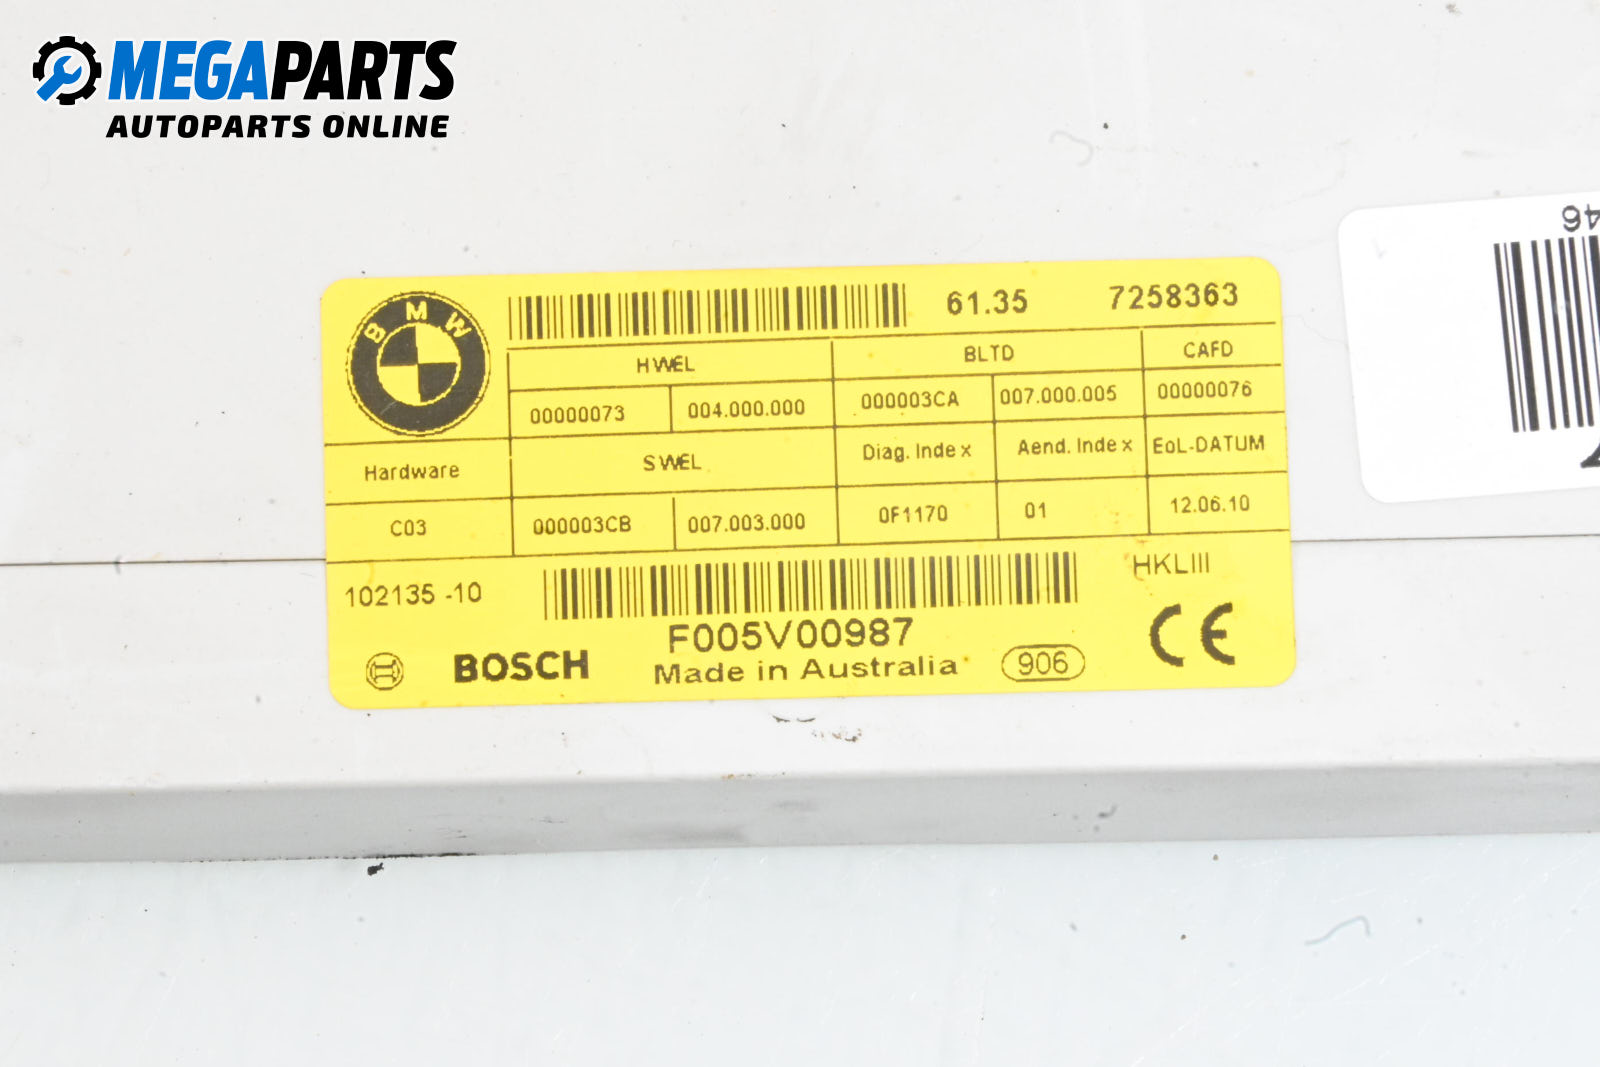 MEGAPARTS
AUTOPARTS ONLINE
46
BMW
61.35 7258363
HWEL BLTD CAFD
00000073 004.000.000 000003CA 007.000.005 00000076
Hardware SWEL Diag. Index Aend. Index EoL-DATUM
C03 000003CB 007.003.000 0F1170 01 12.06.10
102135 -10 HKLIII
F005V00987
BOSCH Made in Australia 906 CE